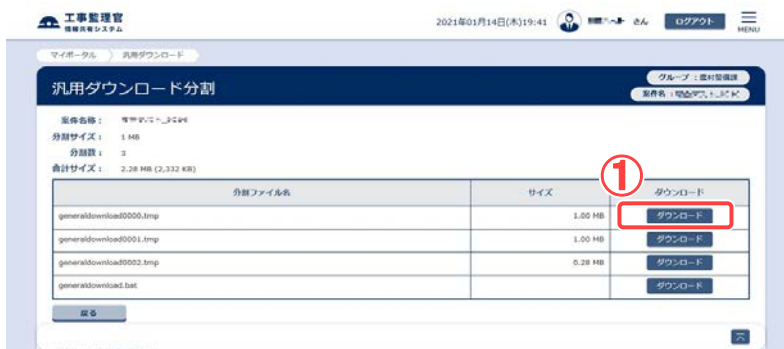 工事監理官
情報共有システム
2021年01月14日(木)19:41
さん
ログアウト
MENU
マイポータル
汎用ダウンロード
汎用ダウンロード分割
グループ：農村整備課
案件名：
案件名称：
分割サイズ： 1 MB
分割数： 3
合計サイズ： 2.28 MB (2,332 KB)
①
分割ファイル名 サイズ ダウンロード
generaldownload0000.tmp 1.00 MB ダウンロード
generaldownload0001.tmp 1.00 MB ダウンロード
generaldownload0002.tmp 0.28 MB ダウンロード
generaldownload.bat ダウンロード
戻る